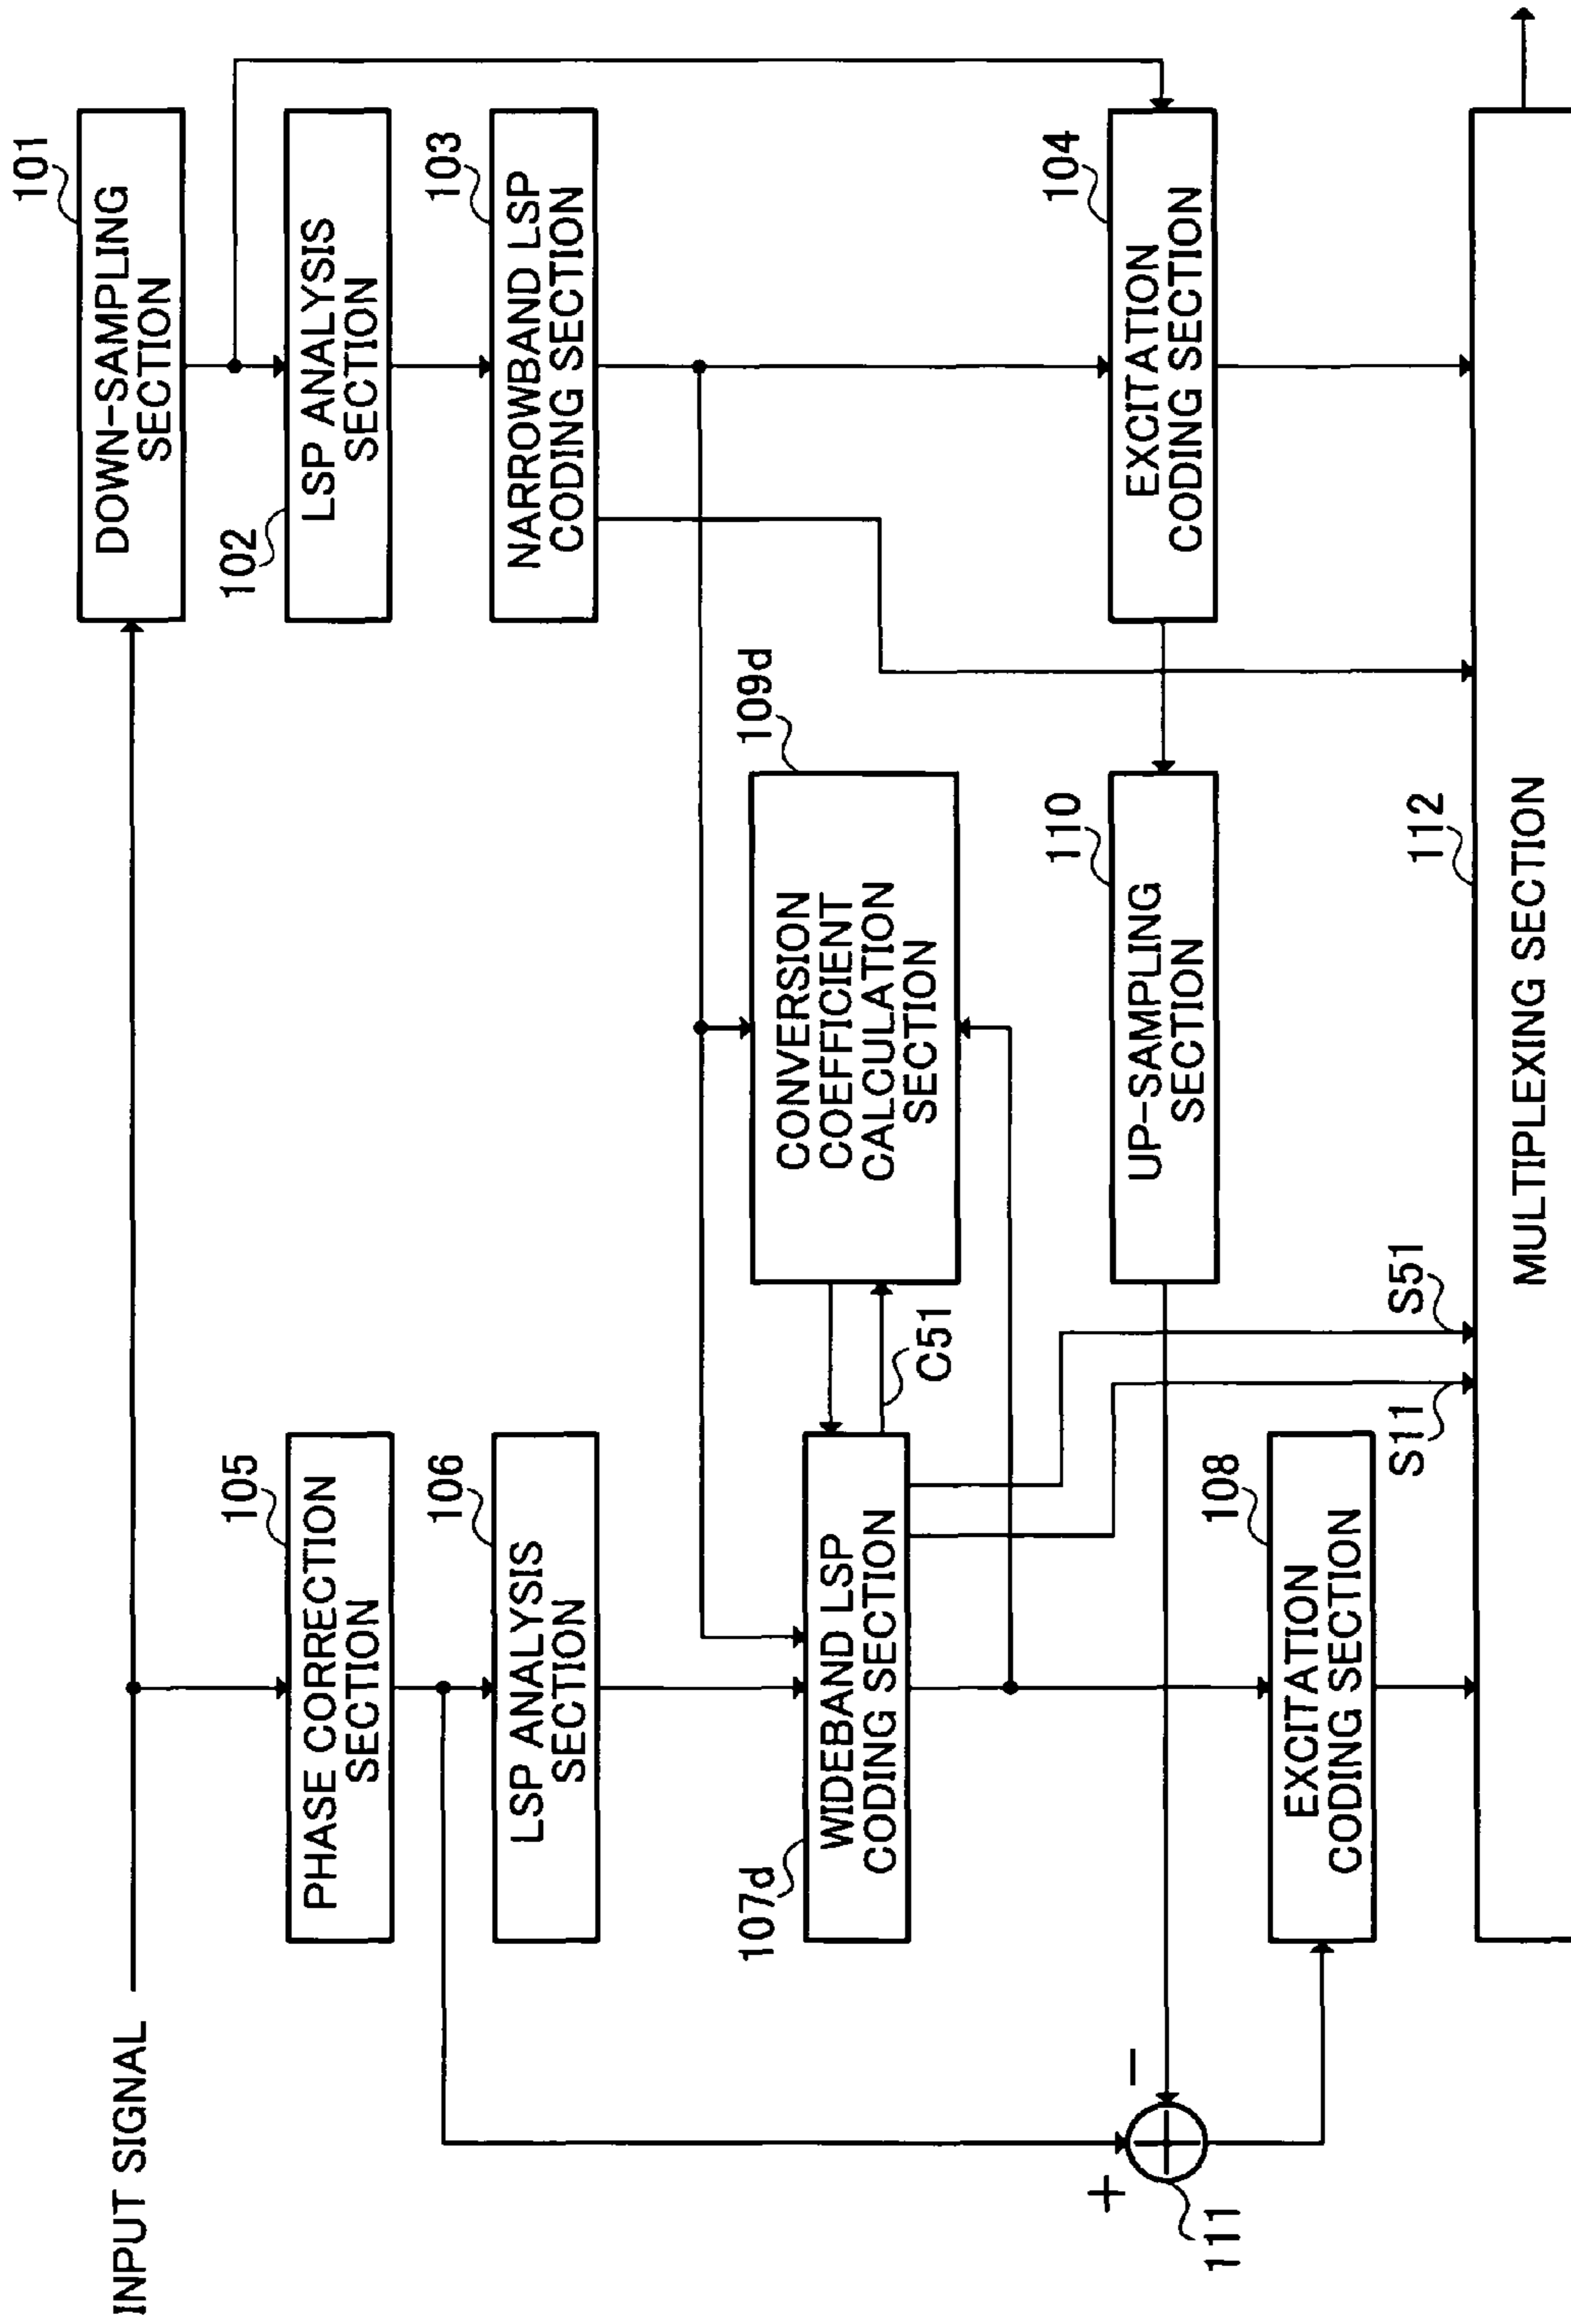 INPUT SIGNAL
101
DOWN-SAMPLING
SECTION
105
PHASE CORRECTION
SECTION
102
LSP ANALYSIS
SECTION
106
LSP ANALYSIS
SECTION
103
NARROWBAND LSP
CODING SECTION
107d
WIDEBAND LSP
CODING SECTION
109d
CONVERSION
COEFFICIENT
CALCULATION
SECTION
C51
104
EXCITATION
CODING SECTION
110
UP-SAMPLING
SECTION
+
−
111
108
EXCITATION
CODING SECTION
S11
S51
112
MULTIPLEXING SECTION